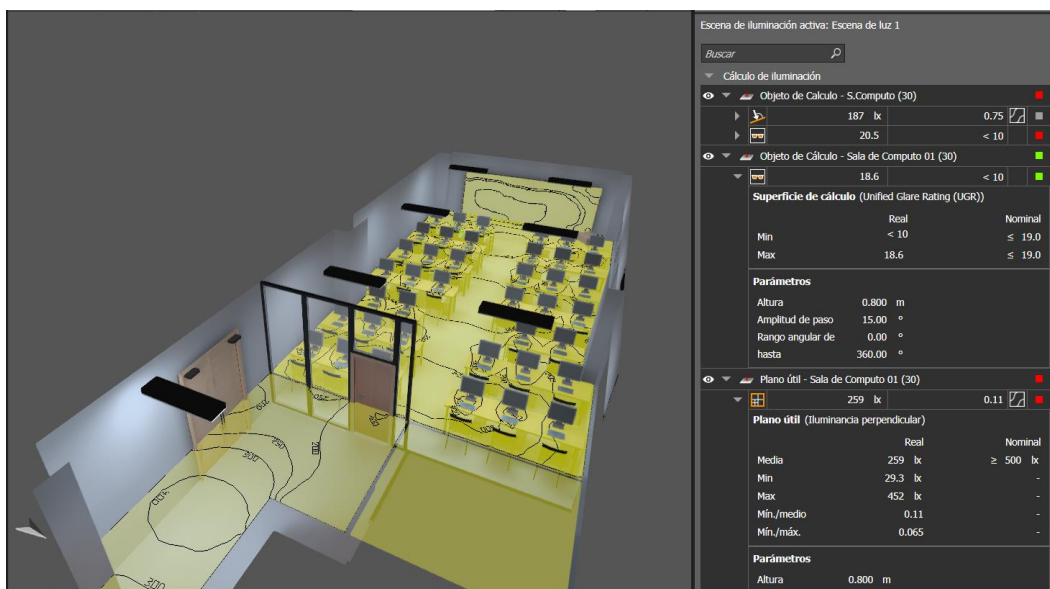 Escena de iluminación activa: Escena de luz 1
Buscar
Cálculo de iluminación
Objeto de Calculo - S.Computo (30)
187 lx 0.75
20.5 < 10
Objeto de Cálculo - Sala de Computo 01 (30)
18.6 < 10
Superficie de cálculo (Unified Glare Rating (UGR))
Real Nominal
Min < 10 ≤ 19.0
Max 18.6 ≤ 19.0
Parámetros
Altura 0.800 m
Amplitud de paso 15.00 °
Rango angular de 0.00 °
hasta 360.00 °
Plano útil - Sala de Computo 01 (30)
259 lx 0.11
Plano útil (Iluminancia perpendicular)
Real Nominal
Media 259 lx ≥ 500 lx
Min 29.3 lx -
Max 452 lx -
Mín./medio 0.11 -
Mín./máx. 0.065 -
Parámetros
Altura 0.800 m
250
250
300
200
400
300